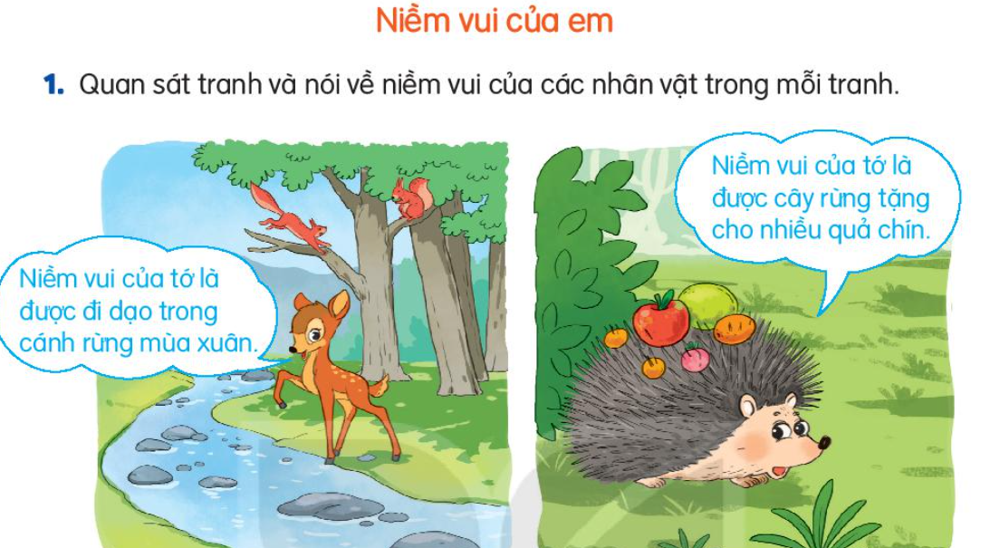 Niềm vui của em
1. Quan sát tranh và nói về niềm vui của các nhân vật trong mỗi tranh.
Niềm vui của tớ là
được đi dạo trong
cánh rừng mùa xuân.
Niềm vui của tớ là
được cây rừng tặng
cho nhiều quả chín.